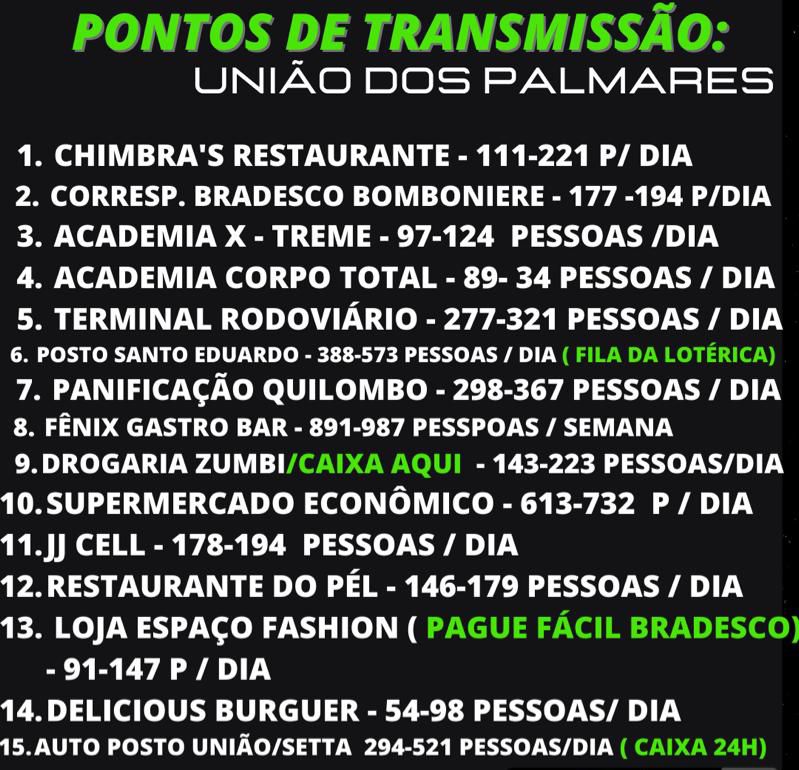 PONTOS DE TRANSMISSÃO:
UNIÃO DOS PALMARES
1. CHIMBRA'S RESTAURANTE - 111-221 P/ DIA
2. CORRESP. BRADESCO BOMBONIERE - 177 -194 P/DIA
3. ACADEMIA X - TREME - 97-124 PESSOAS /DIA
4. ACADEMIA CORPO TOTAL - 89- 34 PESSOAS / DIA
5. TERMINAL RODOVIÁRIO - 277-321 PESSOAS / DIA
6. POSTO SANTO EDUARDO - 388-573 PESSOAS / DIA ( FILA DA LOTÉRICA)
7. PANIFICAÇÃO QUILOMBO - 298-367 PESSOAS / DIA
8. FÊNIX GASTRO BAR - 891-987 PESSPOAS / SEMANA
9. DROGARIA ZUMBI/CAIXA AQUI - 143-223 PESSOAS/DIA
10. SUPERMERCADO ECONÔMICO - 613-732 P / DIA
11. JJ CELL - 178-194 PESSOAS / DIA
12. RESTAURANTE DO PÉL - 146-179 PESSOAS / DIA
13. LOJA ESPAÇO FASHION ( PAGUE FÁCIL BRADESCO)
- 91-147 P / DIA
14. DELICIOUS BURGUER - 54-98 PESSOAS/ DIA
15. AUTO POSTO UNIÃO/SETTA 294-521 PESSOAS/DIA ( CAIXA 24H)